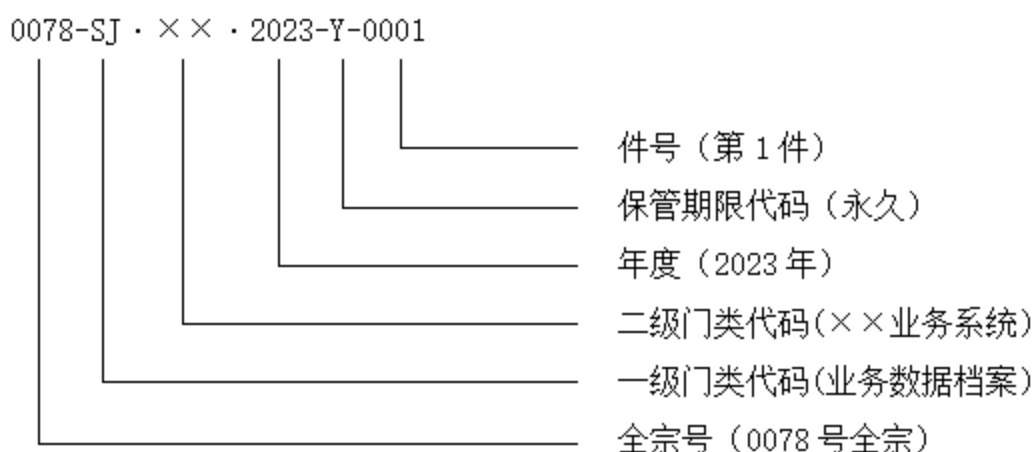 0078-SJ·××·2023-Y-0001
件号（第1件）
保管期限代码（永久）
年度（2023年）
二级门类代码(××业务系统)
一级门类代码(业务数据档案)
全宗号（0078号全宗）